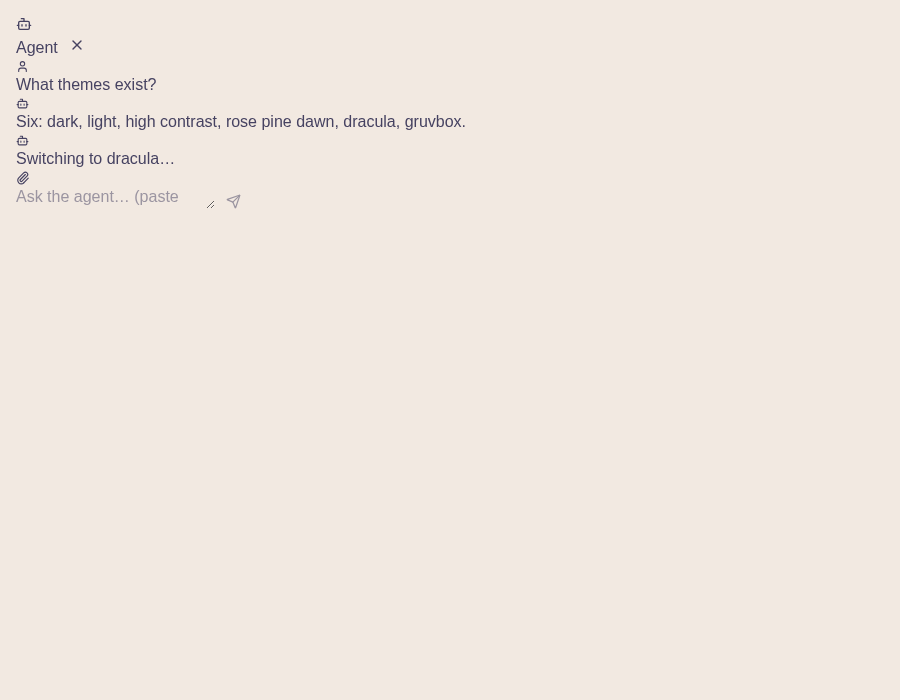 Agent
What themes exist?
Six: dark, light, high contrast, rose pine dawn, dracula, gruvbox.
Switching to dracula…
Ask the agent… (paste